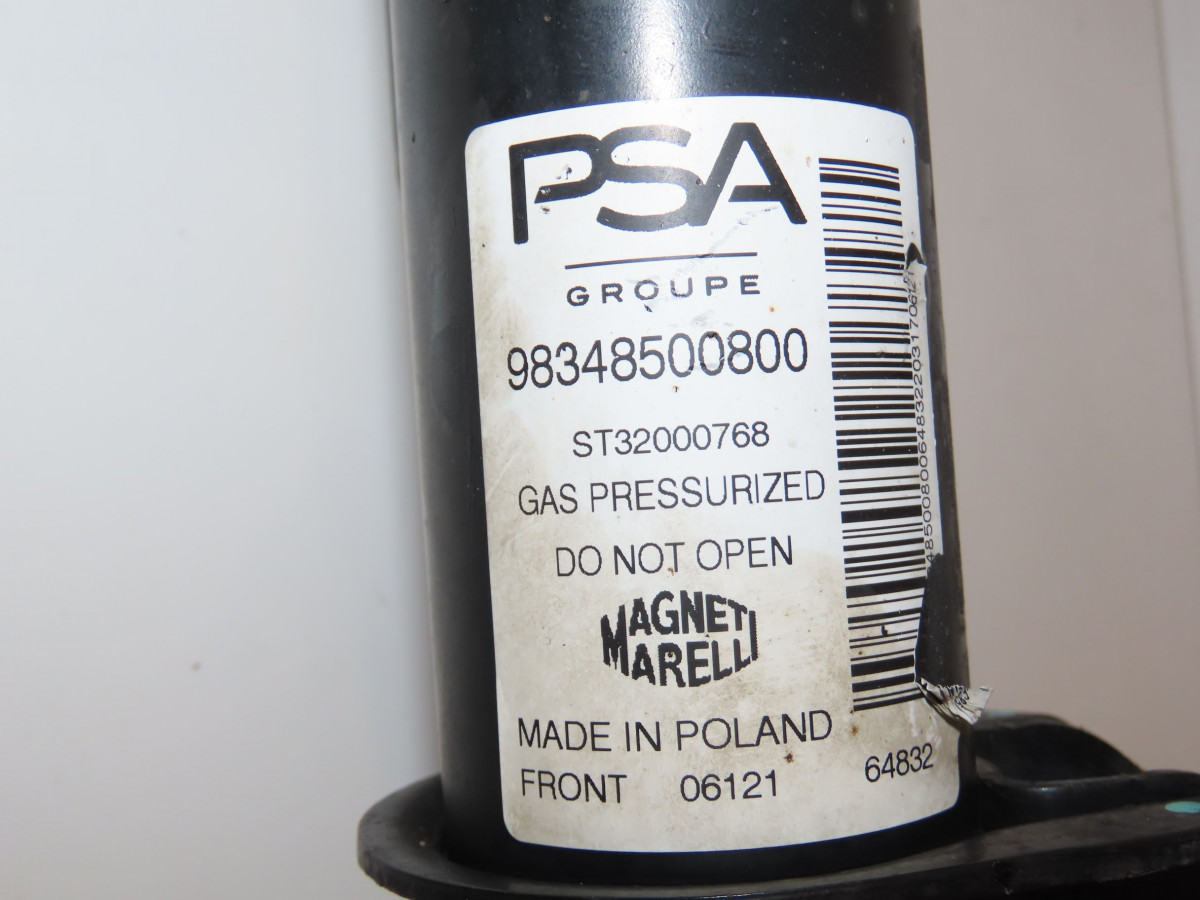 PSA
GROUPE
98348500800
ST32000768
GAS PRESSURIZED
DO NOT OPEN
MAGNETI
MARELLI
MADE IN POLAND
FRONT 06121
64832